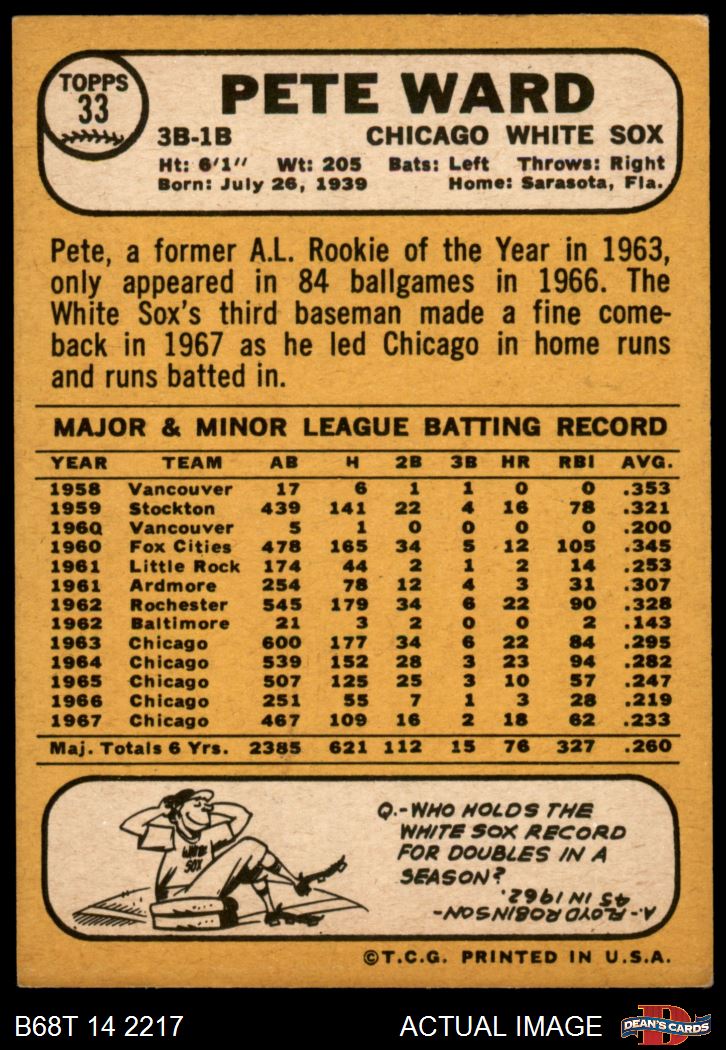 TOPPS
33
PETE WARD
3B-1B CHICAGO WHITE SOX
Ht: 6'1" Wt: 205 Bats: Left Throws: Right
Born: July 26, 1939 Home: Sarasota, Fla.
Pete, a former A.L. Rookie of the Year in 1963,
only appeared in 84 ballgames in 1966. The
White Sox's third baseman made a fine come-
back in 1967 as he led Chicago in home runs
and runs batted in.
MAJOR & MINOR LEAGUE BATTING RECORD
YEAR TEAM AB H 2B 3B HR RBI AVG.
1958 Vancouver 17 6 1 1 0 0 .353
1959 Stockton 439 141 22 4 16 78 .321
1960 Vancouver 5 1 0 0 0 0 .200
1960 Fox Cities 478 165 34 5 12 105 .345
1961 Little Rock 174 44 2 1 2 14 .253
1961 Ardmore 254 78 12 4 3 31 .307
1962 Rochester 545 179 34 6 22 90 .328
1962 Baltimore 21 3 2 0 0 2 .143
1963 Chicago 600 177 34 6 22 84 .295
1964 Chicago 539 152 28 3 23 94 .282
1965 Chicago 507 125 25 3 10 57 .247
1966 Chicago 251 55 7 1 3 28 .219
1967 Chicago 467 109 16 2 18 62 .233
Maj. Totals 6 Yrs. 2385 621 112 15 76 327 .260
WHITE
SOX
Q.-WHO HOLDS THE
WHITE SOX RECORD
FOR DOUBLES IN A
SEASON?
A.-FLOYD ROBINSON-
45 IN 1962.
©T.C.G. PRINTED IN U.S.A.
B68T 14 2217 ACTUAL IMAGE
D
DEAN'S CARDS